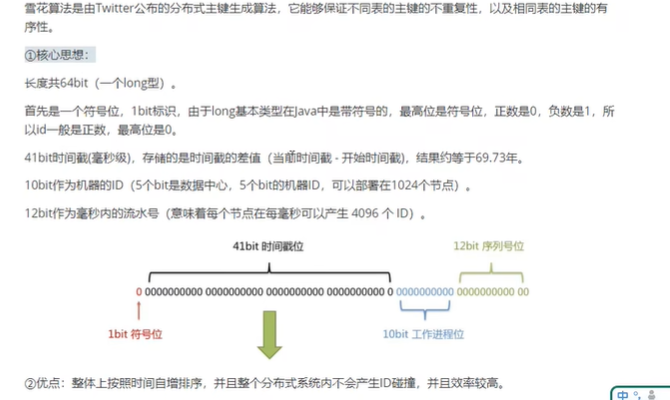 雪花算法是由Twitter公布的分布式主键生成算法，它能够保证不同表的主键的不重复性，以及相同表的主键的有
序性。
①核心思想：
长度共64bit（一个long型）。
首先是一个符号位，1bit标识，由于long基本类型在Java中是带符号的，最高位是符号位，正数是0，负数是1，所
以id一般是正数，最高位是0。
41bit时间截(毫秒级)，存储的是时间截的差值（当前时间截 - 开始时间截)，结果约等于69.73年。
10bit作为机器的ID（5个bit是数据中心，5个bit的机器ID，可以部署在1024个节点）。
12bit作为毫秒内的流水号（意味着每个节点在每毫秒可以产生 4096 个 ID）。
41bit 时间戳位
12bit 序列号位
0 0000000000 0000000000 0000000000 0000000000 0 0000000000 0000000000 00
1bit 符号位
10bit 工作进程位
②优点：整体上按照时间自增排序，并且整个分布式系统内不会产生ID碰撞，并且效率较高。
中